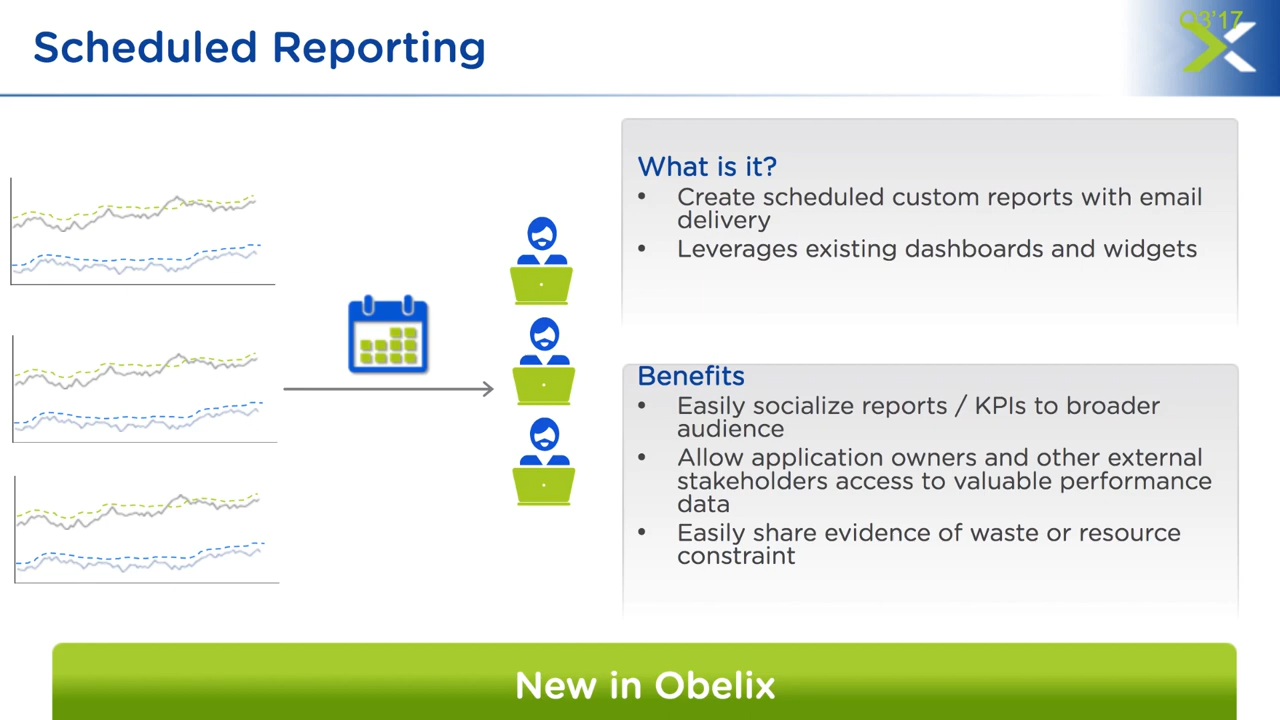 Scheduled Reporting
Q3'17
What is it?
• Create scheduled custom reports with email
delivery
• Leverages existing dashboards and widgets
Benefits
• Easily socialize reports / KPIs to broader
audience
• Allow application owners and other external
stakeholders access to valuable performance
data
• Easily share evidence of waste or resource
constraint
New in Obelix